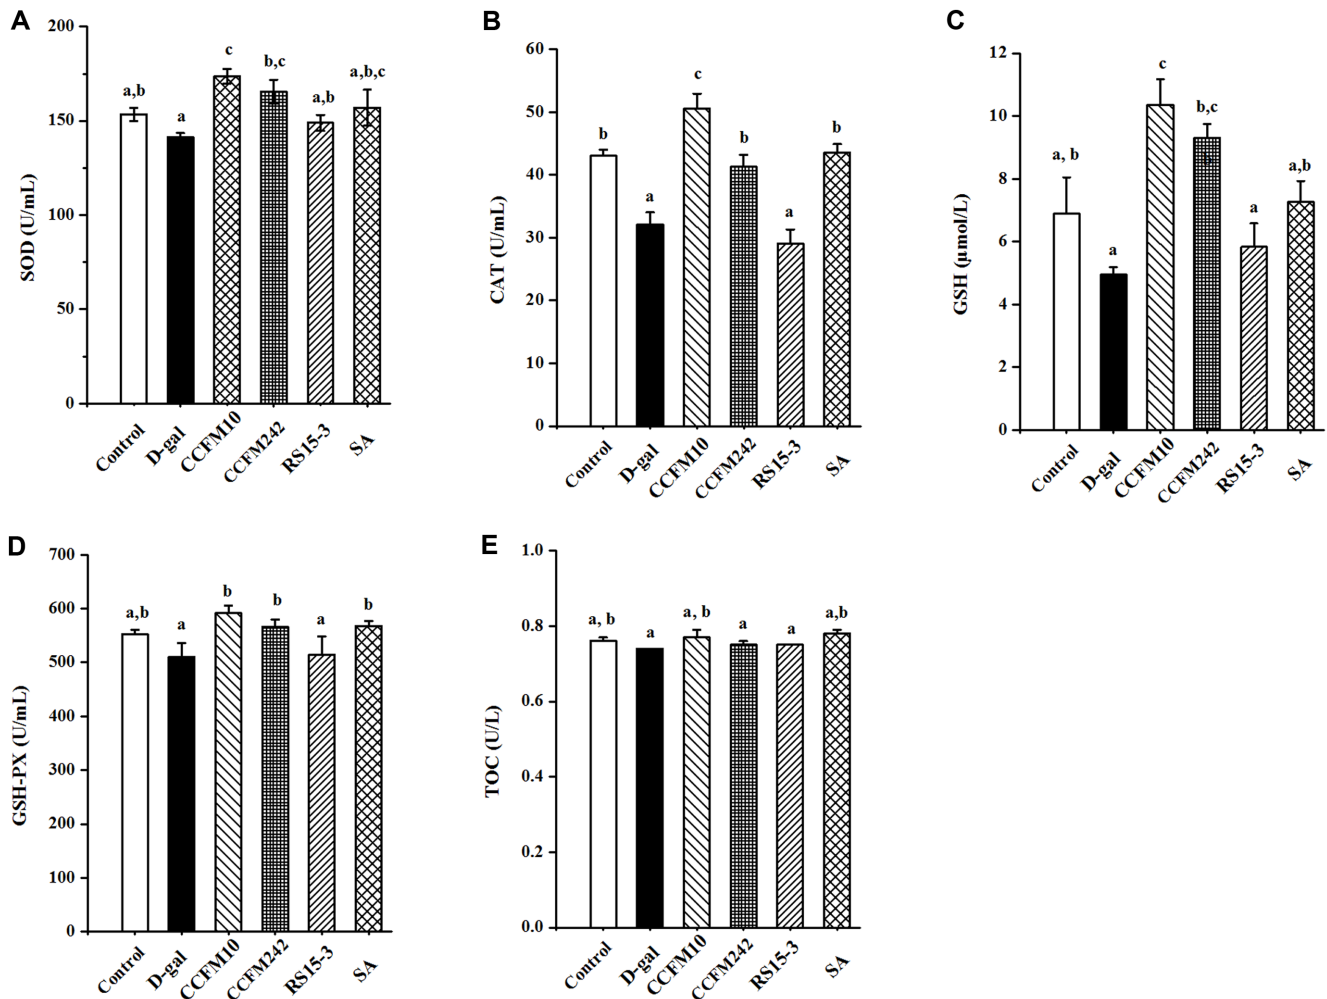 A
200
150
100
50
0
SOD (U/mL)
a,b
a
c
b,c
a,b
a,b,c
Control
D-gal
CCFM10
CCFM242
RS15-3
SA
B
60
50
40
30
20
10
0
CAT (U/mL)
b
a
c
b
a
b
Control
D-gal
CCFM10
CCFM242
RS15-3
SA
C
12
10
8
6
4
2
0
GSH (μmol/L)
a, b
a
c
b,c
b
a
a,b
Control
D-gal
CCFM10
CCFM242
RS15-3
SA
D
700
600
500
400
300
200
100
0
GSH-PX (U/mL)
a,b
a
b
b
a
b
Control
D-gal
CCFM10
CCFM242
RS15-3
SA
E
1.0
0.8
0.6
0.4
0.2
0.0
TOC (U/L)
a, b
a
a, b
a
a
a,b
Control
D-gal
CCFM10
CCFM242
RS15-3
SA